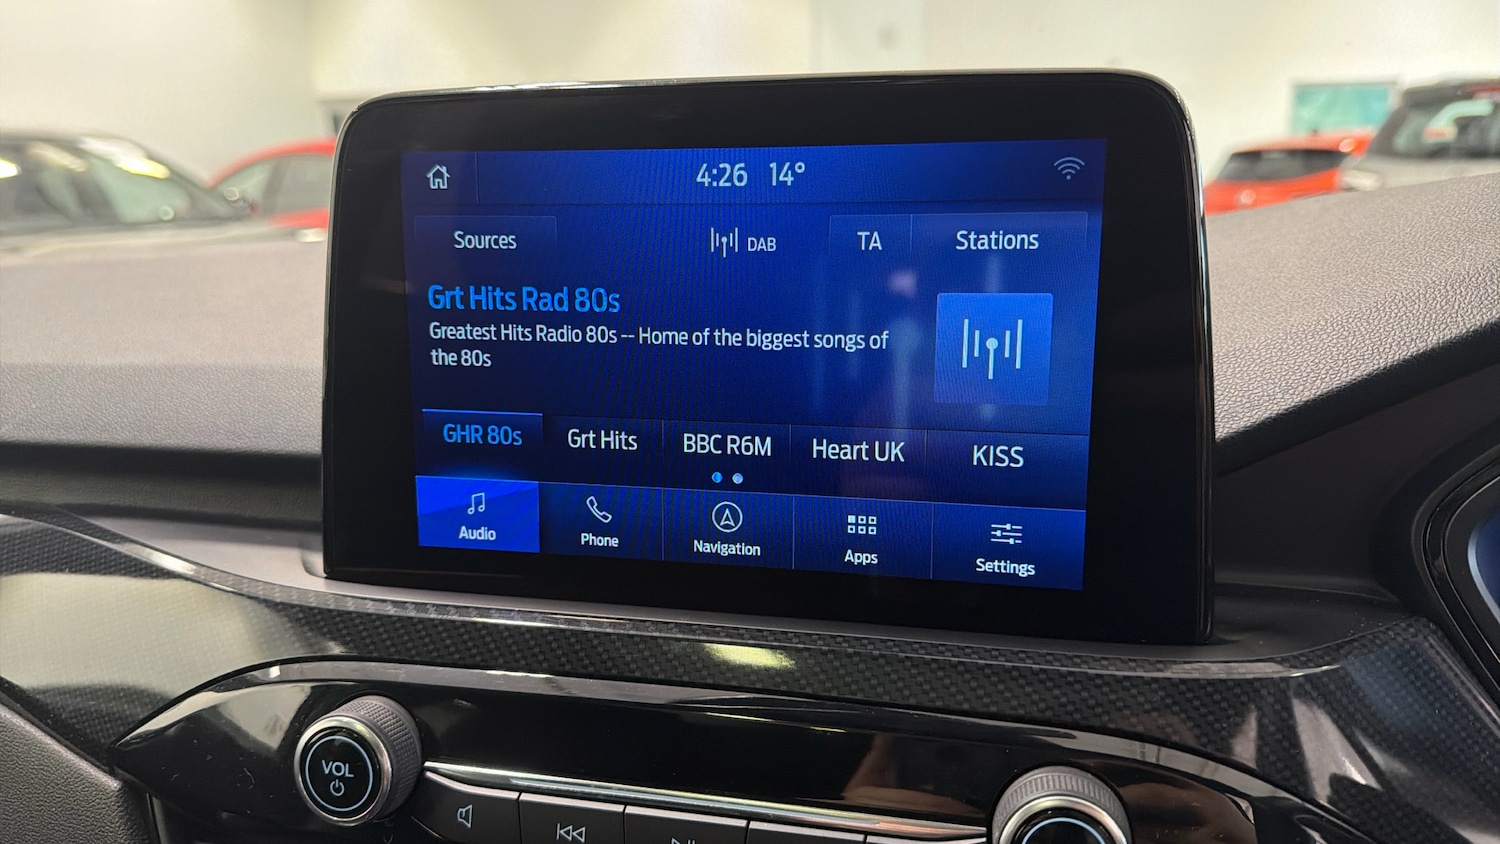 4:26 14°
Sources
DAB
TA
Stations
Grt Hits Rad 80s
Greatest Hits Radio 80s -- Home of the biggest songs of
the 80s
GHR 80s
Grt Hits
BBC R6M
Heart UK
KISS
Audio
Phone
Navigation
Apps
Settings
VOL